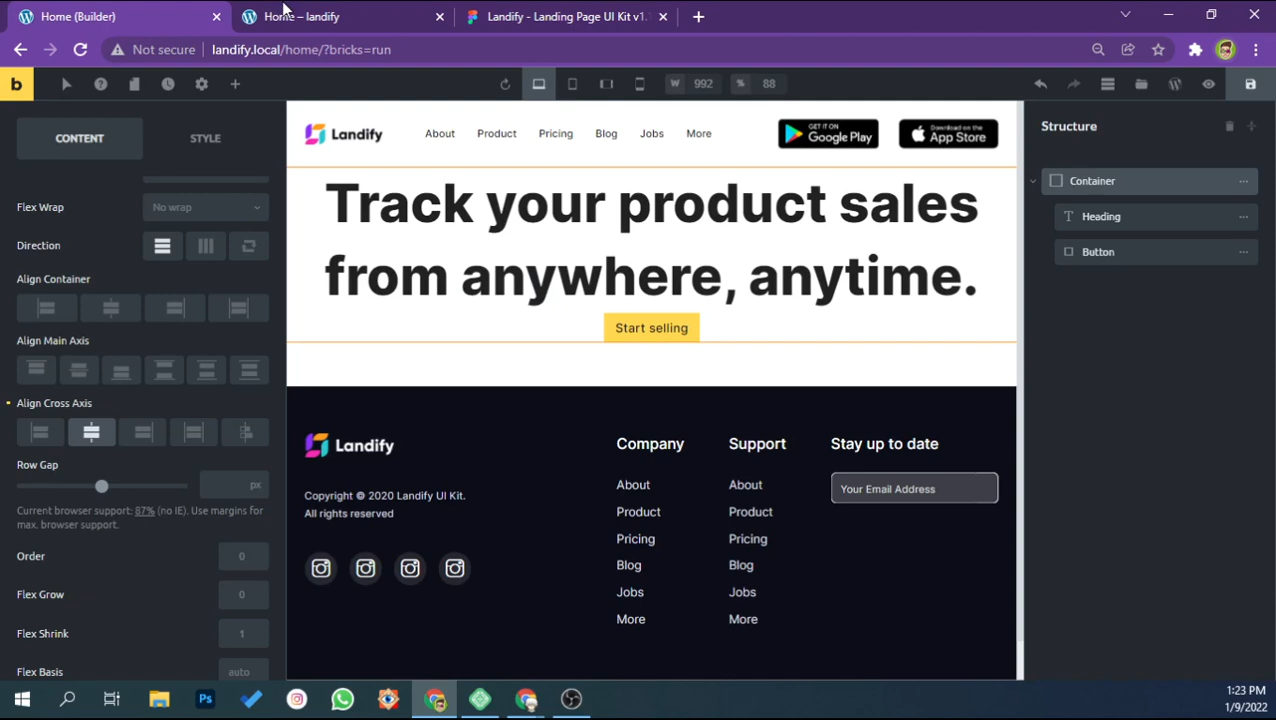 Home (Builder)
Home – landify
Landify - Landing Page UI Kit v1.
Not secure landify.local/home/?bricks=run
b
W 992 % 88
CONTENT
STYLE
Flex Wrap
No wrap
Direction
Align Container
Align Main Axis
Align Cross Axis
Row Gap
px
Current browser support: 87% (no IE). Use margins for
max. browser support.
Order
0
Flex Grow
0
Flex Shrink
1
Flex Basis
auto
Landify
About
Product
Pricing
Blog
Jobs
More
GET IT ON
Google Play
Download on the
App Store
Track your product sales
from anywhere, anytime.
Start selling
Landify
Copyright © 2020 Landify UI Kit.
All rights reserved
Company
About
Product
Pricing
Blog
Jobs
More
Support
About
Product
Pricing
Blog
Jobs
More
Stay up to date
Your Email Address
Structure
Container
Heading
Button
Ps
1:23 PM
1/9/2022